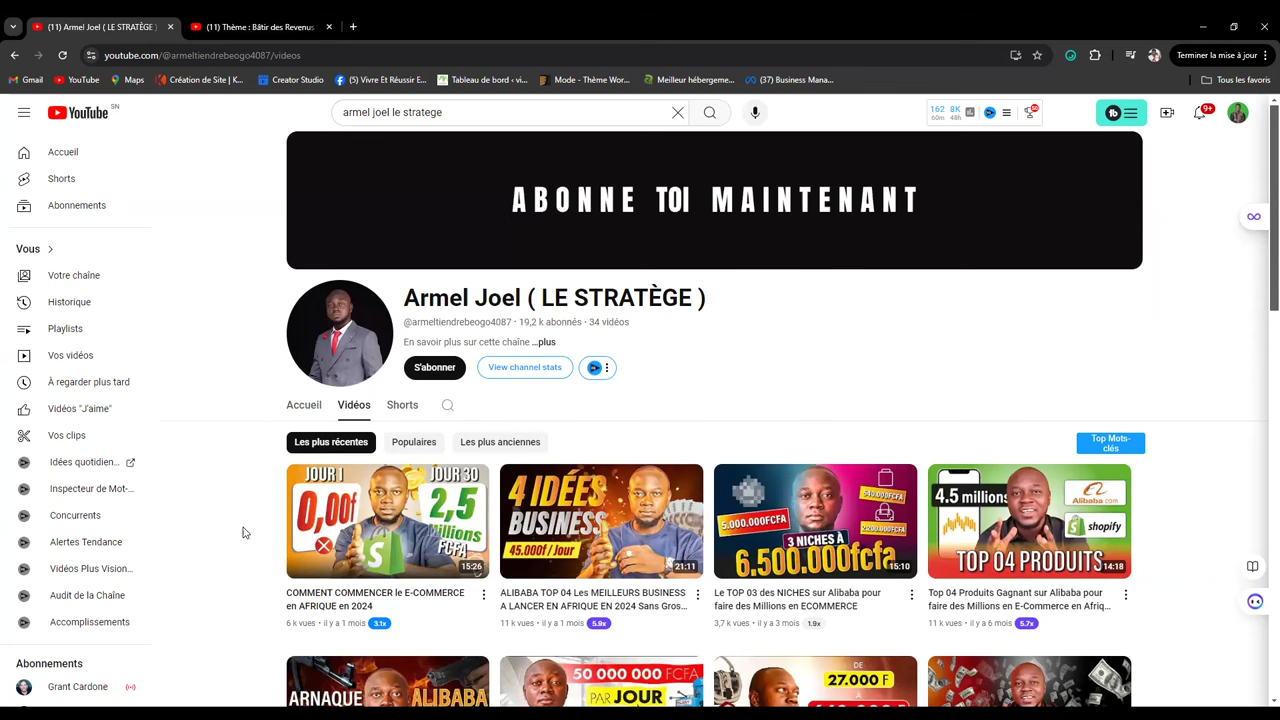 (11) Armel Joel ( LE STRATÈGE )
(11) Thème : Bâtir des Revenus
youtube.com/@armeltiendrebeogo4087/videos
Terminer la mise à jour
Gmail
YouTube
Maps
Création de Site | K...
Creator Studio
(5) Vivre Et Réussir E...
Tableau de bord ‹ vi...
Mode - Thème Wor...
Meilleur hébergeme...
(37) Business Mana...
Tous les favoris
YouTube SN
armel joel le stratege
162 8K
60m 48h
9+
Accueil
Shorts
Abonnements
Vous
Votre chaîne
Historique
Playlists
Vos vidéos
À regarder plus tard
Vidéos "J'aime"
Vos clips
Idées quotidien...
Inspecteur de Mot-...
Concurrents
Alertes Tendance
Vidéos Plus Vision...
Audit de la Chaîne
Accomplissements
Abonnements
Grant Cardone
ABONNE TOI MAINTENANT
Armel Joel ( LE STRATÈGE )
@armeltiendrebeogo4087 · 19,2 k abonnés · 34 vidéos
En savoir plus sur cette chaîne ...plus
S'abonner
View channel stats
Accueil
Vidéos
Shorts
Les plus récentes
Populaires
Les plus anciennes
Top Mots-
clés
JOUR 1
JOUR 30
0,00f
2,5
Millions
FCFA
15:26
COMMENT COMMENCER le E-COMMERCE
en AFRIQUE en 2024
6 k vues · il y a 1 mois 3.1x
4 IDÉES
BUSINESS
45.000f / Jour
21:11
ALIBABA TOP 04 Les MEILLEURS BUSINESS
A LANCER EN AFRIQUE EN 2024 Sans Gros...
11 k vues · il y a 1 mois 5.9x
5.000.000FCFA
540.000FCFA
3 NICHES À
6.500.000fcfa
15:10
Le TOP 03 des NICHES sur Alibaba pour
faire des Millions en ECOMMERCE
3,7 k vues · il y a 3 mois 1.9x
4.5 millions
Alibaba.com
shopify
TOP 04 PRODUITS
14:18
Top 04 Produits Gagnant sur Alibaba pour
faire des Millions en E-Commerce en Afriq...
11 k vues · il y a 6 mois 5.7x
ARNAQUE
ALIBABA
50 000 000 FCFA
PAR JOUR
DE
27.000 F